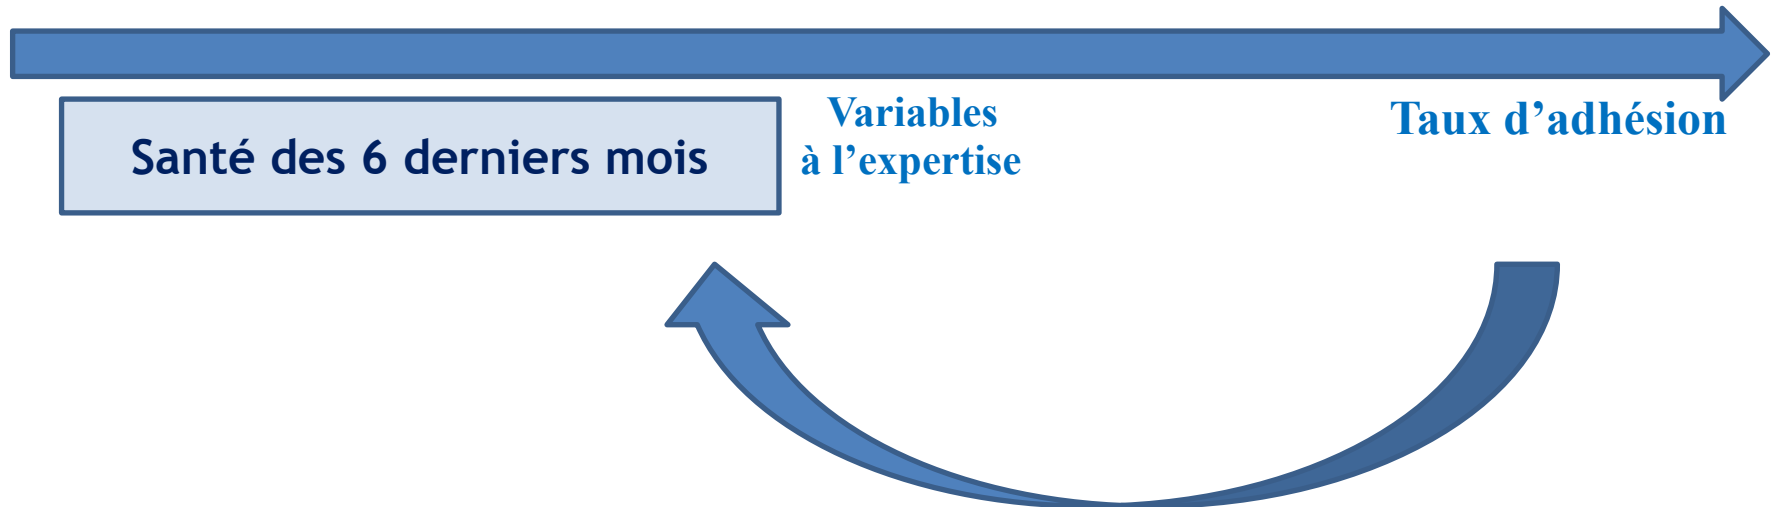 Santé des 6 derniers mois
Variables
à l’expertise
Taux d’adhésion